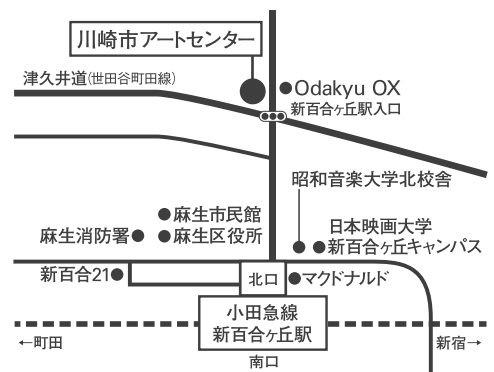 川崎市アートセンター
津久井道(世田谷町田線)
Odakyu OX
新百合ヶ丘駅入口
昭和音楽大学北校舎
麻生市民館
麻生消防署
麻生区役所
日本映画大学
新百合ヶ丘キャンパス
新百合21
北口
マクドナルド
小田急線
新百合ヶ丘駅
←町田
新宿→
南口